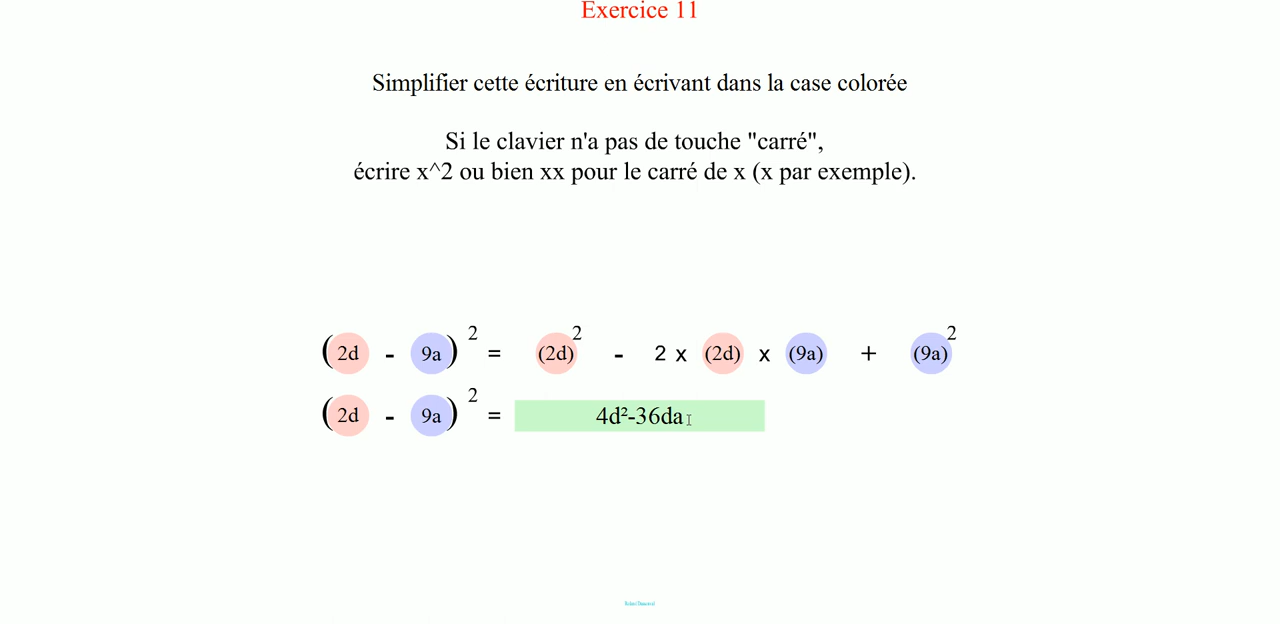 Exercice 11
Simplifier cette écriture en écrivant dans la case colorée
Si le clavier n'a pas de touche "carré",
écrire x^2 ou bien xx pour le carré de x (x par exemple).
(2d - 9a)² = (2d)² - 2 x (2d) x (9a) + (9a)²
(2d - 9a)² = 4d²-36da